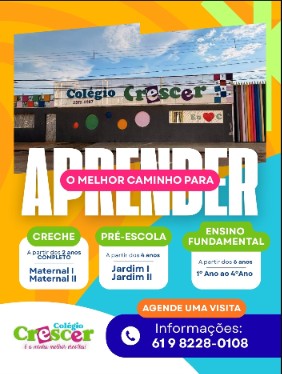 Colégio Crescer
APRENDER
O MELHOR CAMINHO PARA
CRECHE
A partir dos 2 anos
COMPLETO
Maternal I
Maternal II
PRÉ-ESCOLA
A partir dos 4 anos
Jardim I
Jardim II
ENSINO
FUNDAMENTAL
A partir dos 6 anos
1º Ano ao 4º Ano
AGENDE UMA VISITA
Colégio
Crescer
Informações:
61 9 8228-0108